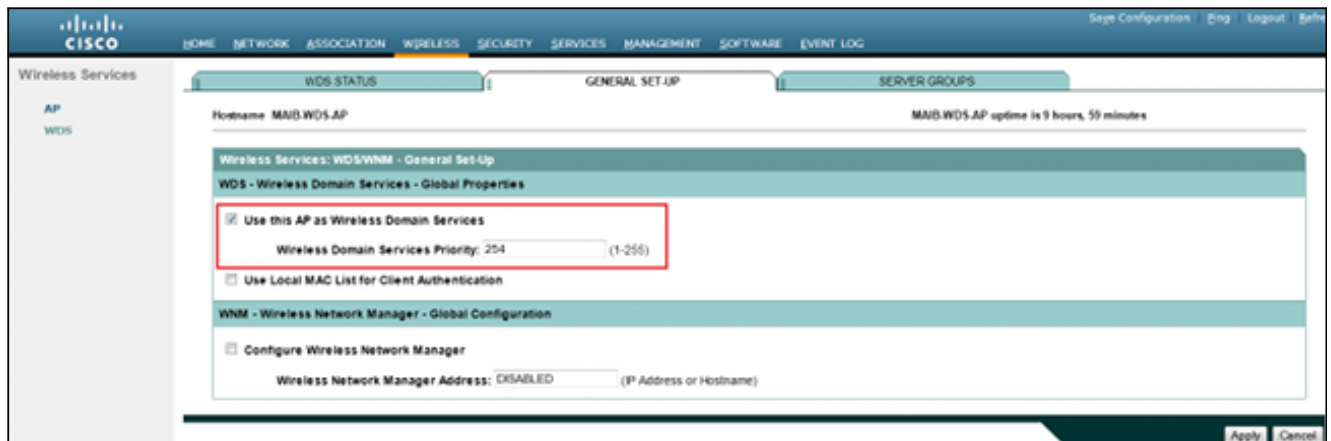 Save Configuration | Ping | Logout | Refre
CISCO
HOME NETWORK ASSOCIATION WIRELESS SECURITY SERVICES MANAGEMENT SOFTWARE EVENT LOG
Wireless Services
AP
WDS
WDS STATUS GENERAL SET-UP SERVER GROUPS
Hostname MAIB-WDS-AP MAIB-WDS-AP uptime is 9 hours, 59 minutes
Wireless Services: WDS/WNM - General Set-Up
WDS - Wireless Domain Services - Global Properties
Use this AP as Wireless Domain Services
Wireless Domain Services Priority: 254 (1-255)
Use Local MAC List for Client Authentication
WNM - Wireless Network Manager - Global Configuration
Configure Wireless Network Manager
Wireless Network Manager Address: DISABLED (IP Address or Hostname)
Apply Cancel